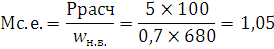 Мс. е. = Ррасч / wн.в. = 5 × 100 / 0,7 × 680 = 1,05